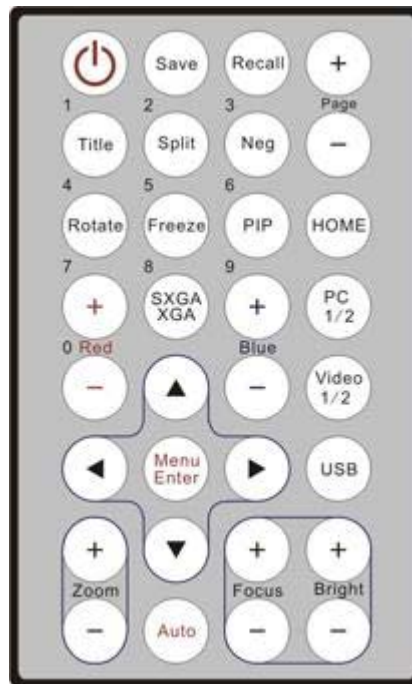 Save
Recall
+
1
2
3
Page
Title
Split
Neg
−
4
5
6
Rotate
Freeze
PIP
HOME
7
8
9
+
SXGA
XGA
+
PC
1/2
0 Red
Blue
−
−
Video
1/2
Menu
Enter
USB
+
+
+
Zoom
Focus
Bright
−
Auto
−
−